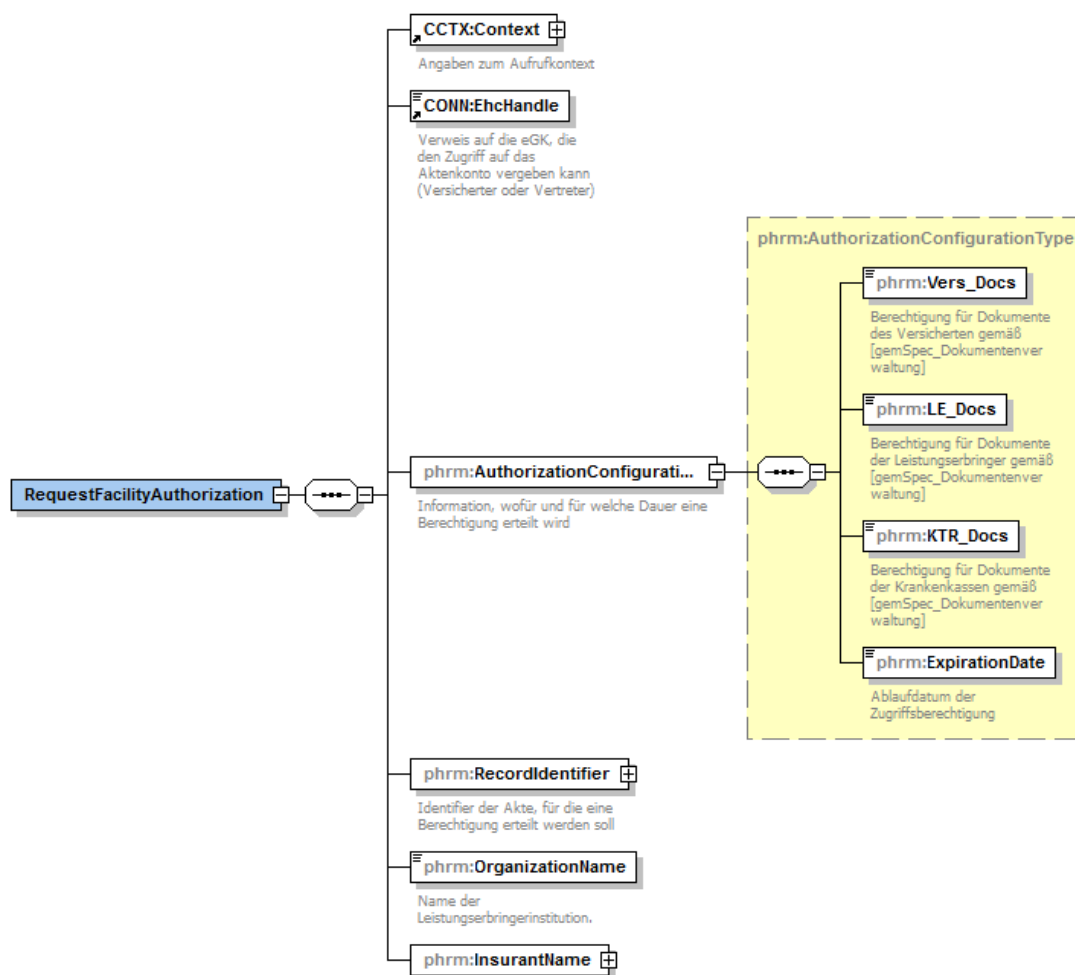 CCTX:Context
Angaben zum Aufrufkontext
CONN:EhcHandle
Verweis auf die eGK, die
den Zugriff auf das
Aktenkonto vergeben kann
(Versicherter oder Vertreter)
phrm:AuthorizationConfigurationType
phrm:Vers_Docs
Berechtigung für Dokumente
des Versicherten gemäß
[gemSpec_Dokumentenver
waltung]
phrm:LE_Docs
Berechtigung für Dokumente
der Leistungserbringer gemäß
[gemSpec_Dokumentenver
waltung]
RequestFacilityAuthorization
phrm:AuthorizationConfigurati...
Information, wofür und für welche Dauer eine
Berechtigung erteilt wird
phrm:KTR_Docs
Berechtigung für Dokumente
der Krankenkassen gemäß
[gemSpec_Dokumentenver
waltung]
phrm:ExpirationDate
Ablaufdatum der
Zugriffsberechtigung
phrm:RecordIdentifier
Identifier der Akte, für die eine
Berechtigung erteilt werden soll
phrm:OrganizationName
Name der
Leistungserbringerinstitution.
phrm:InsurantName